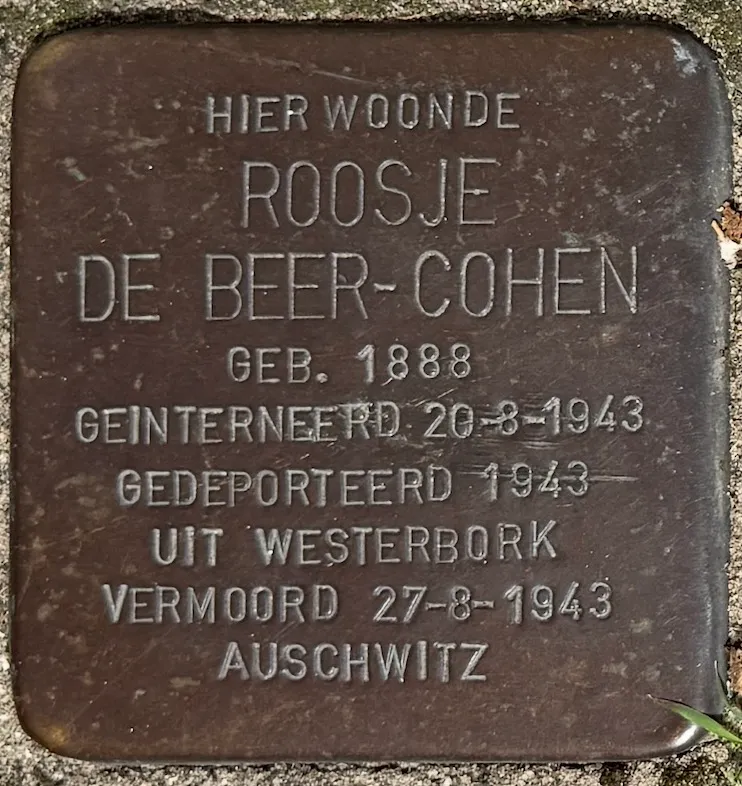 HIER WOONDE
ROOSJE
DE BEER-COHEN
GEB. 1888
GEINTERNEERD 20-8-1943
GEDEPORTEERD 1943
UIT WESTERBORK
VERMOORD 27-8-1943
AUSCHWITZ